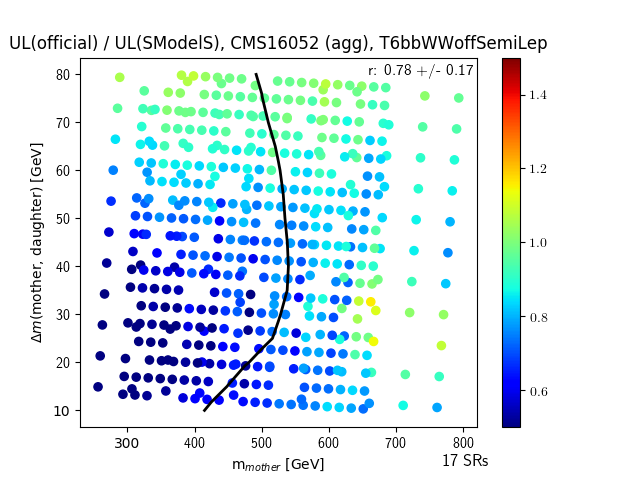 UL(official) / UL(SModelS), CMS16052 (agg), T6bbWWoffSemiLep
r: 0.78 +/- 0.17
80
70
60
50
40
30
20
10
Δm(mother, daughter) [GeV]
300 400 500 600 700 800
m_mother [GeV]
17 SRs
1.4
1.2
1.0
0.8
0.6